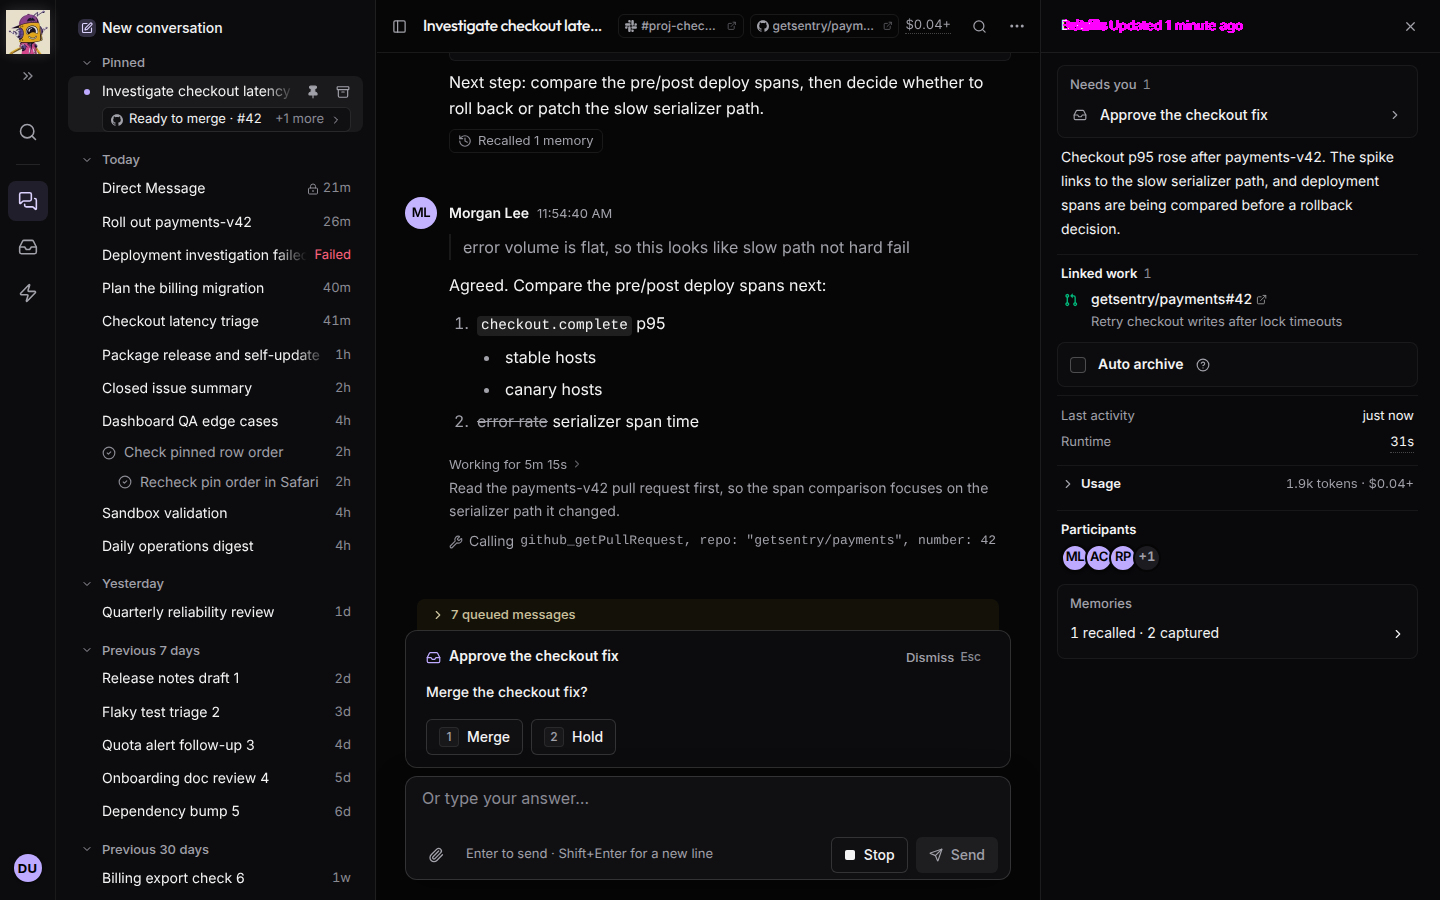 New conversation
Pinned
Investigate checkout latency
Ready to merge · #42 +1 more
Today
Direct Message 21m
Roll out payments-v42 26m
Deployment investigation failed Failed
Plan the billing migration 40m
Checkout latency triage 41m
Package release and self-update 1h
Closed issue summary 2h
Dashboard QA edge cases 4h
Check pinned row order 2h
Recheck pin order in Safari 2h
Sandbox validation 4h
Daily operations digest 4h
Yesterday
Quarterly reliability review 1d
Previous 7 days
Release notes draft 1 2d
Flaky test triage 2 3d
Quota alert follow-up 3 4d
Onboarding doc review 4 5d
Dependency bump 5 6d
Previous 30 days
Billing export check 6 1w
DU
Investigate checkout late... #proj-chec... getsentry/paym... $0.04+
Next step: compare the pre/post deploy spans, then decide whether to
roll back or patch the slow serializer path.
Recalled 1 memory
ML Morgan Lee 11:54:40 AM
error volume is flat, so this looks like slow path not hard fail
Agreed. Compare the pre/post deploy spans next:
1. checkout.complete p95
• stable hosts
• canary hosts
2. error rate serializer span time
Working for 5m 15s
Read the payments-v42 pull request first, so the span comparison focuses on the
serializer path it changed.
Calling github_getPullRequest, repo: "getsentry/payments", number: 42
7 queued messages
Approve the checkout fix Dismiss Esc
Merge the checkout fix?
1 Merge 2 Hold
Or type your answer...
Enter to send · Shift+Enter for a new line Stop Send
Updated 1 minute ago
Needs you 1
Approve the checkout fix
Checkout p95 rose after payments-v42. The spike
links to the slow serializer path, and deployment
spans are being compared before a rollback
decision.
Linked work 1
getsentry/payments#42
Retry checkout writes after lock timeouts
Auto archive
Last activity just now
Runtime 31s
Usage 1.9k tokens · $0.04+
Participants
ML AC RP +1
Memories
1 recalled · 2 captured